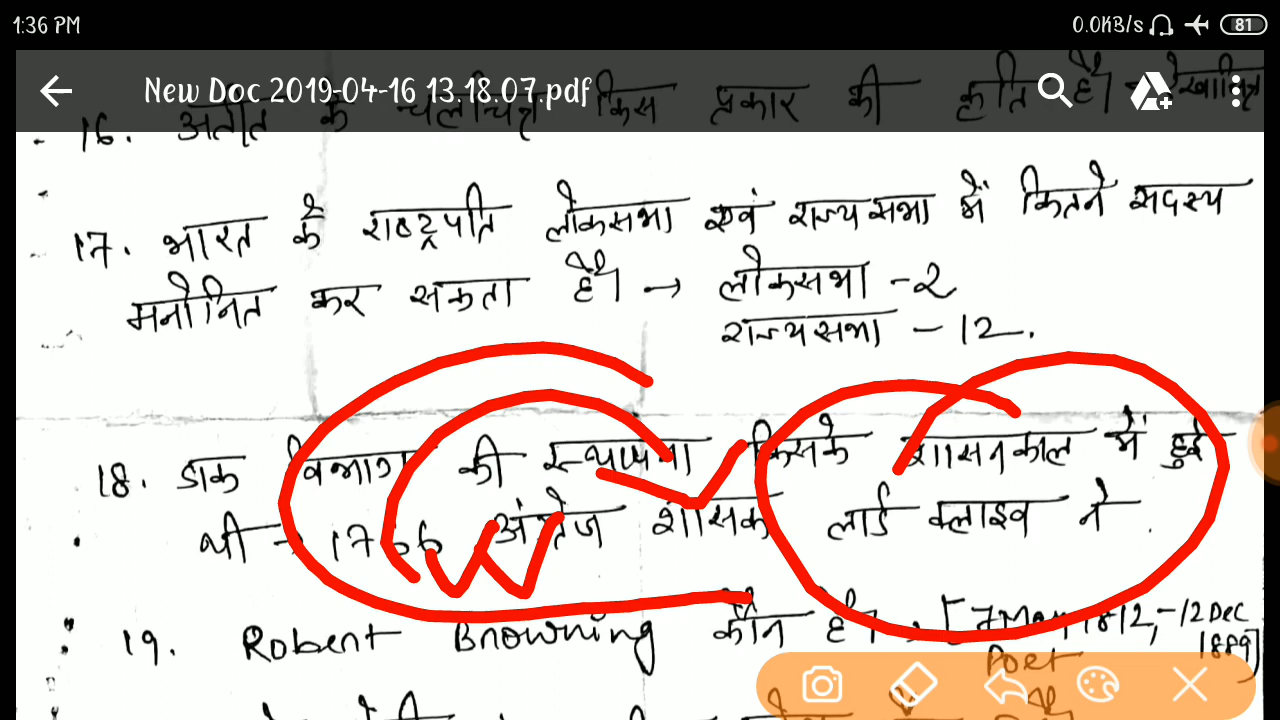 1:36 PM 0.0KB/s 81
New Doc 2019-04-16 13.18.07.pdf
16. अतीत के चलचित्र किस प्रकार की कृति है।
17. भारत के राष्ट्रपति लोकसभा एवं राज्यसभा में कितने सदस्य
मनोनित कर सकता है। → लोकसभा -2
राज्यसभा - 12.
18. डाक विभाग की स्थापना किसके शासनकाल में हुई
थी → 1766 अंग्रेज शासक लार्ड क्लाइव ने.
19. Robert Browning कौन है। → [7 May 1812, - 12 Dec
1889]
Poet